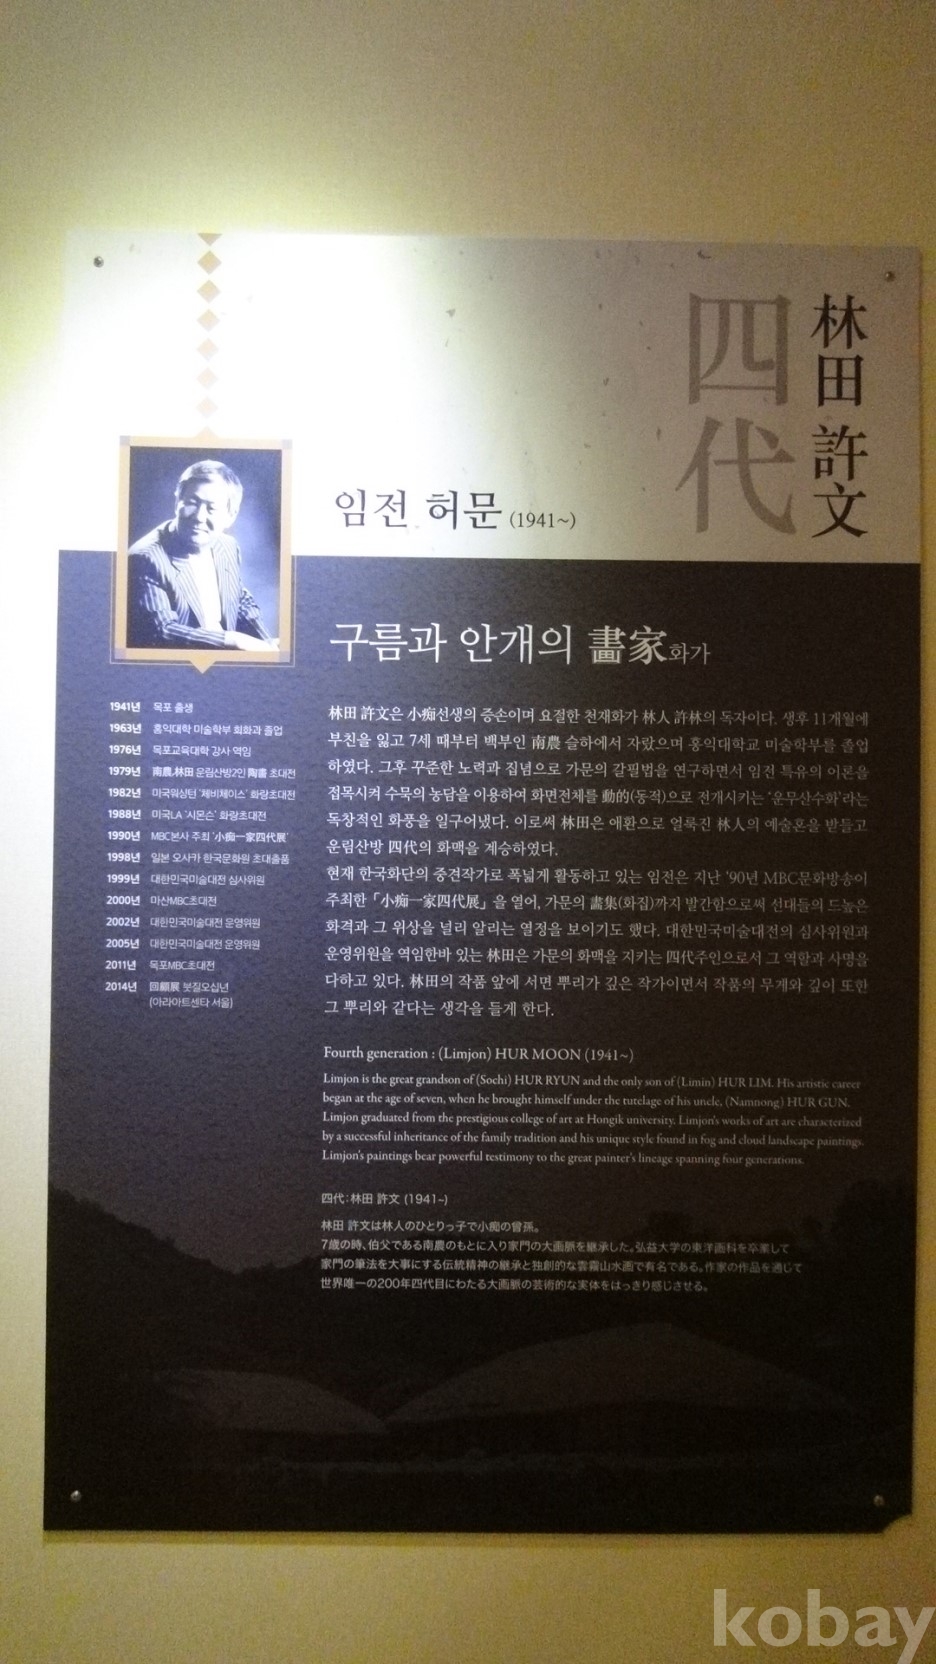 林田 許文
四代
임전 허문 (1941~)
구름과 안개의 畫家화가
1941년 목포 출생
1963년 홍익대학 미술학부 회화과 졸업
1976년 목포교육대학 강사 역임
1979년 南農,林田 운림산방2인 陶畫 초대전
1982년 미국워싱턴 '제비체이스' 화랑초대전
1988년 미국LA '시몬슨' 화랑초대전
1990년 MBC본사 주최 '小痴一家四代展'
1998년 일본 오사카 한국문화원 초대출품
1999년 대한민국미술대전 심사위원
2000년 마산MBC초대전
2002년 대한민국미술대전 운영위원
2005년 대한민국미술대전 운영위원
2011년 목포MBC초대전
2014년 回顧展 붓질오십년
(아라아트센타 서울)
林田 許文은 小痴선생의 증손이며 요절한 천재화가 林人 許林의 독자이다. 생후 11개월에
부친을 잃고 7세 때부터 백부인 南農 슬하에서 자랐으며 홍익대학교 미술학부를 졸업
하였다. 그후 꾸준한 노력과 집념으로 가문의 갈필법을 연구하면서 임전 특유의 이론을
접목시켜 수묵의 농담을 이용하여 화면전체를 動的(동적)으로 전개시키는 '운무산수화'라는
독창적인 화풍을 일구어냈다. 이로써 林田은 애환으로 얼룩진 林人의 예술혼을 받들고
운림산방 四代의 화맥을 계승하였다.
현재 한국화단의 중견작가로 폭넓게 활동하고 있는 임전은 지난 '90년 MBC문화방송이
주최한 「小痴一家四代展」을 열어, 가문의 畫集(화집)까지 발간함으로써 선대들의 드높은
화격과 그 위상을 널리 알리는 열정을 보이기도 했다. 대한민국미술대전의 심사위원과
운영위원을 역임한바 있는 林田은 가문의 화맥을 지키는 四代주인으로서 그 역할과 사명을
다하고 있다. 林田의 작품 앞에 서면 뿌리가 깊은 작가이면서 작품의 무게와 깊이 또한
그 뿌리와 같다는 생각을 들게 한다.
Fourth generation : (Limjon) HUR MOON (1941~)
Limjon is the great grandson of (Sochi) HUR RYUN and the only son of (Limin) HUR LIM. His artistic career
began at the age of seven, when he brought himself under the tutelage of his uncle, (Namnong) HUR GUN.
Limjon graduated from the prestigious college of art at Hongik university. Limjon's works of art are characterized
by a successful inheritance of the family tradition and his unique style found in fog and cloud landscape paintings.
Limjon's paintings bear powerful testimony to the great painter's lineage spanning four generations.
四代:林田 許文 (1941~)
林田 許文は林人のひとりっ子で小痴の曾孫。
7歳の時、伯父である南農のもとに入り家門の大画脈を継承した。弘益大学の東洋画科を卒業して
家門の筆法を大事にする伝統精神の継承と独創的な雲霧山水画で有名である。作家の作品を通じて
世界唯一の200年四代目にわたる大画脈の芸術的な実体をはっきり感じさせる。
kobay